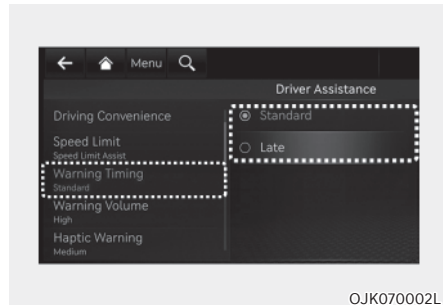 Menu
Driver Assistance
Driving Convenience
Speed Limit
Speed Limit Assist
Warning Timing
Standard
Warning Volume
High
Haptic Warning
Medium
Standard
Late
OJK070002L